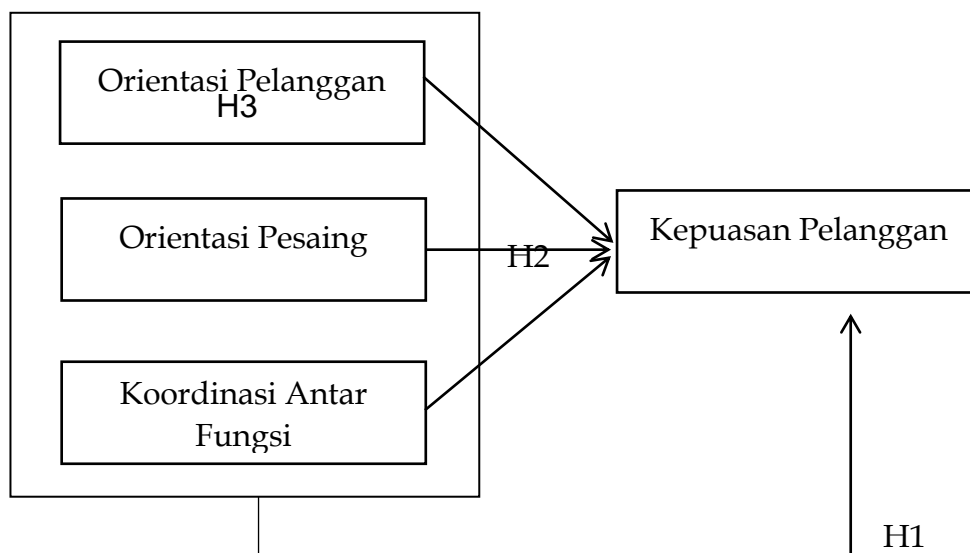 Orientasi Pelanggan
H3
Orientasi Pesaing
H2
Kepuasan Pelanggan
Koordinasi Antar
Fungsi
H1